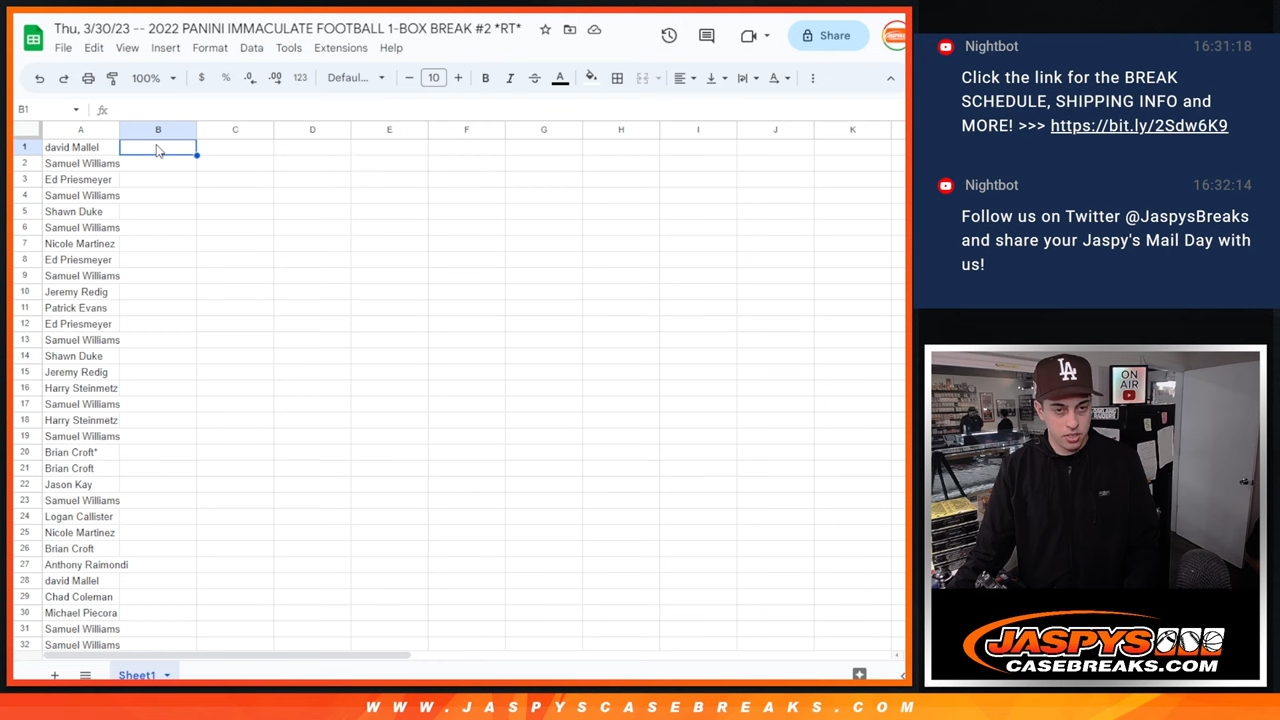 Thu, 3/30/23 -- 2022 PANINI IMMACULATE FOOTBALL 1-BOX BREAK #2 *RT*
Share
File Edit View Insert Format Data Tools Extensions Help
100% $ % .0 .00 123 Defaul... 10 B I A
B1 fx
A B C D E F G H I J K
1 david Mallel
2 Samuel Williams
3 Ed Priesmeyer
4 Samuel Williams
5 Shawn Duke
6 Samuel Williams
7 Nicole Martinez
8 Ed Priesmeyer
9 Samuel Williams
10 Jeremy Redig
11 Patrick Evans
12 Ed Priesmeyer
13 Samuel Williams
14 Shawn Duke
15 Jeremy Redig
16 Harry Steinmetz
17 Samuel Williams
18 Harry Steinmetz
19 Samuel Williams
20 Brian Croft*
21 Brian Croft
22 Jason Kay
23 Samuel Williams
24 Logan Callister
25 Nicole Martinez
26 Brian Croft
27 Anthony Raimondi
28 david Mallel
29 Chad Coleman
30 Michael Piecora
31 Samuel Williams
32 Samuel Williams
Sheet1
Nightbot 16:31:18
Click the link for the BREAK
SCHEDULE, SHIPPING INFO and
MORE! >>> https://bit.ly/2Sdw6K9
Nightbot 16:32:14
Follow us on Twitter @JaspysBreaks
and share your Jaspy's Mail Day with
us!
LA
ON
AIR
JASPYS
CASEBREAKS.COM
WWW.JASPYSCASEBREAKS.COM